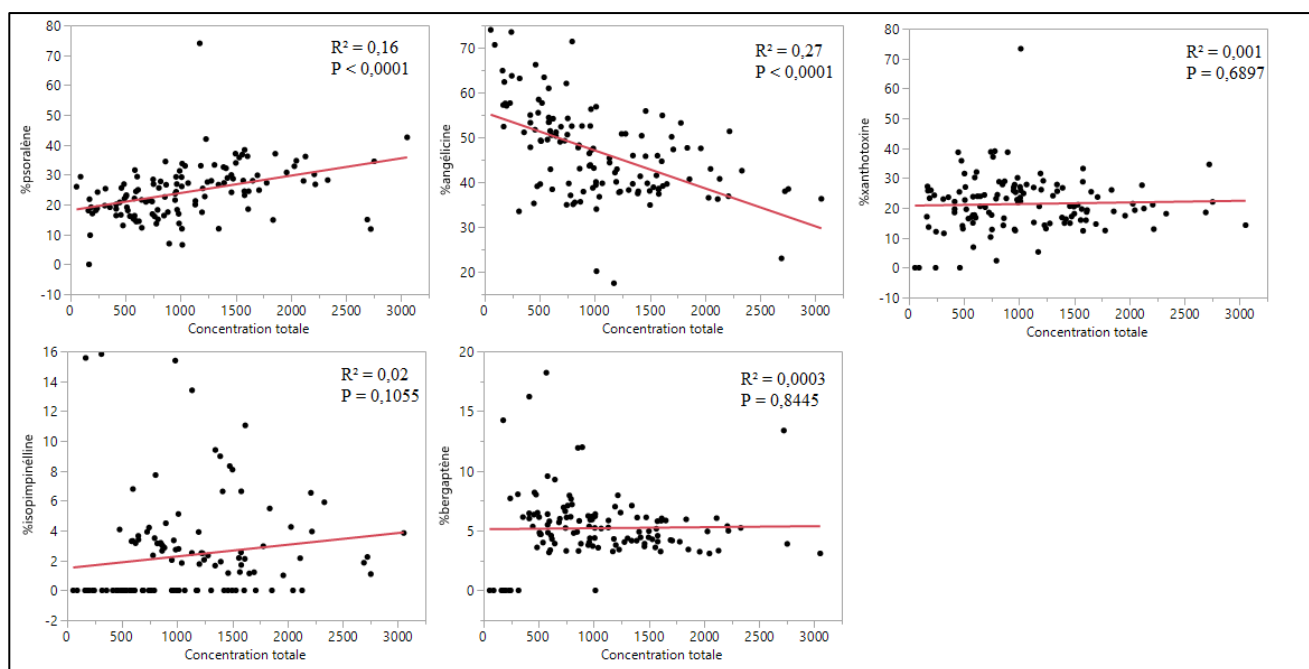 R² = 0,16
P < 0,0001
%psoralène
80
70
60
50
40
30
20
10
0
-10
0 500 1000 1500 2000 2500 3000
Concentration totale
R² = 0,27
P < 0,0001
%angélicine
70
60
50
40
30
20
0 500 1000 1500 2000 2500 3000
Concentration totale
R² = 0,001
P = 0,6897
%xanthotoxine
80
70
60
50
40
30
20
10
0
-10
0 500 1000 1500 2000 2500 3000
Concentration totale
R² = 0,02
P = 0,1055
%isopimpinélline
16
14
12
10
8
6
4
2
0
-2
0 500 1000 1500 2000 2500 3000
Concentration totale
R² = 0,0003
P = 0,8445
%bergaptène
20
15
10
5
0
0 500 1000 1500 2000 2500 3000
Concentration totale